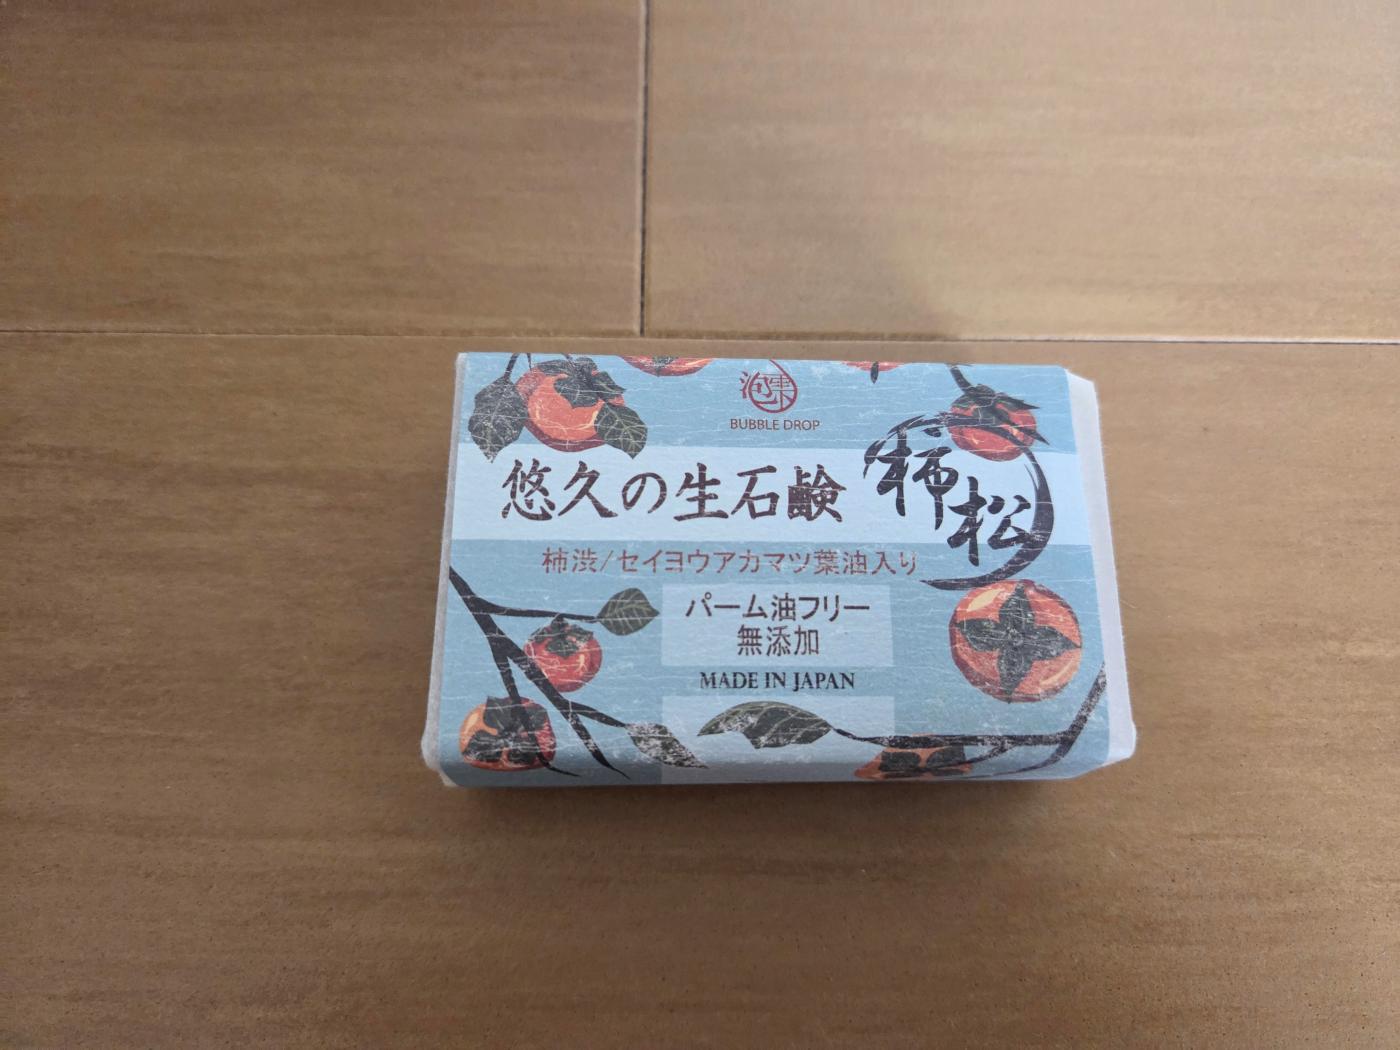 BUBBLE DROP
悠久の生石鹸
柿松
柿渋/セイヨウアカマツ葉油入り
パーム油フリー
無添加
MADE IN JAPAN